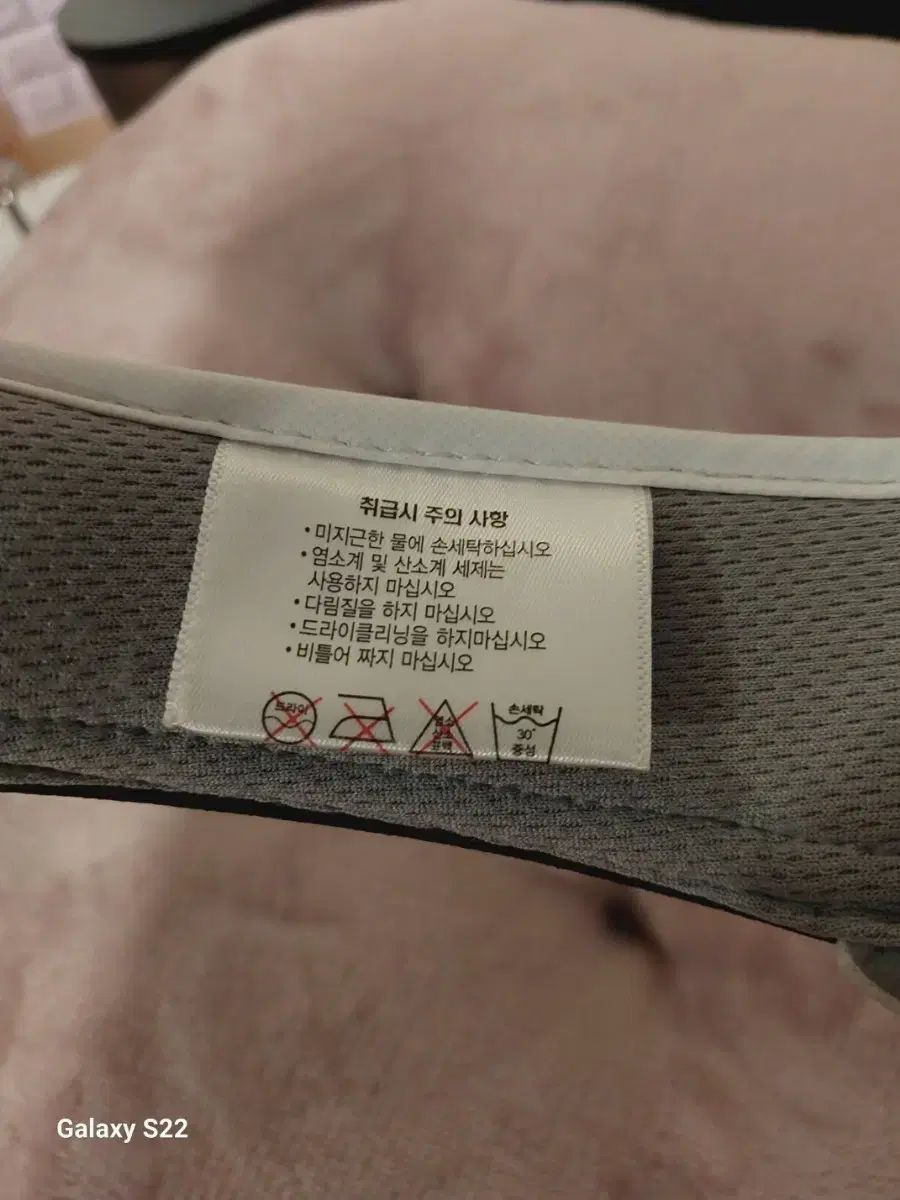 취급시 주의 사항
• 미지근한 물에 손세탁하십시오
• 염소계 및 산소계 세제는
사용하지 마십시오
• 다림질을 하지 마십시오
• 드라이클리닝을 하지마십시오
• 비틀어 짜지 마십시오
드라이
염소
표백
손세탁
30°
중성
Galaxy S22